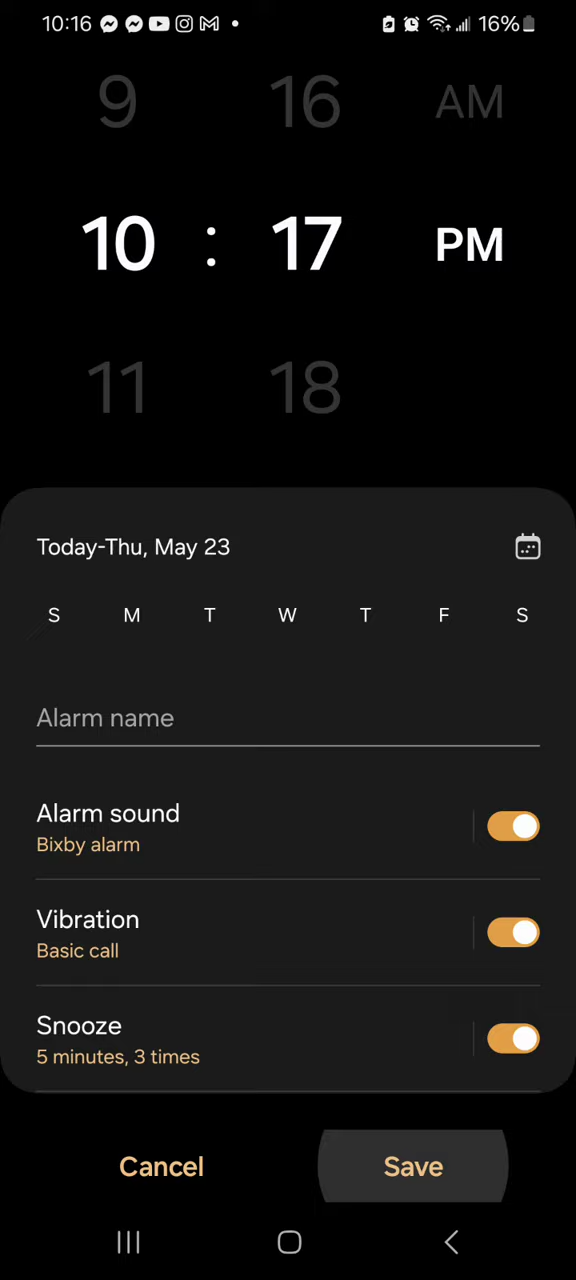 10:16 16%
9 16 AM
10 : 17 PM
11 18
Today-Thu, May 23
S M T W T F S
Alarm name
Alarm sound
Bixby alarm
Vibration
Basic call
Snooze
5 minutes, 3 times
Cancel Save